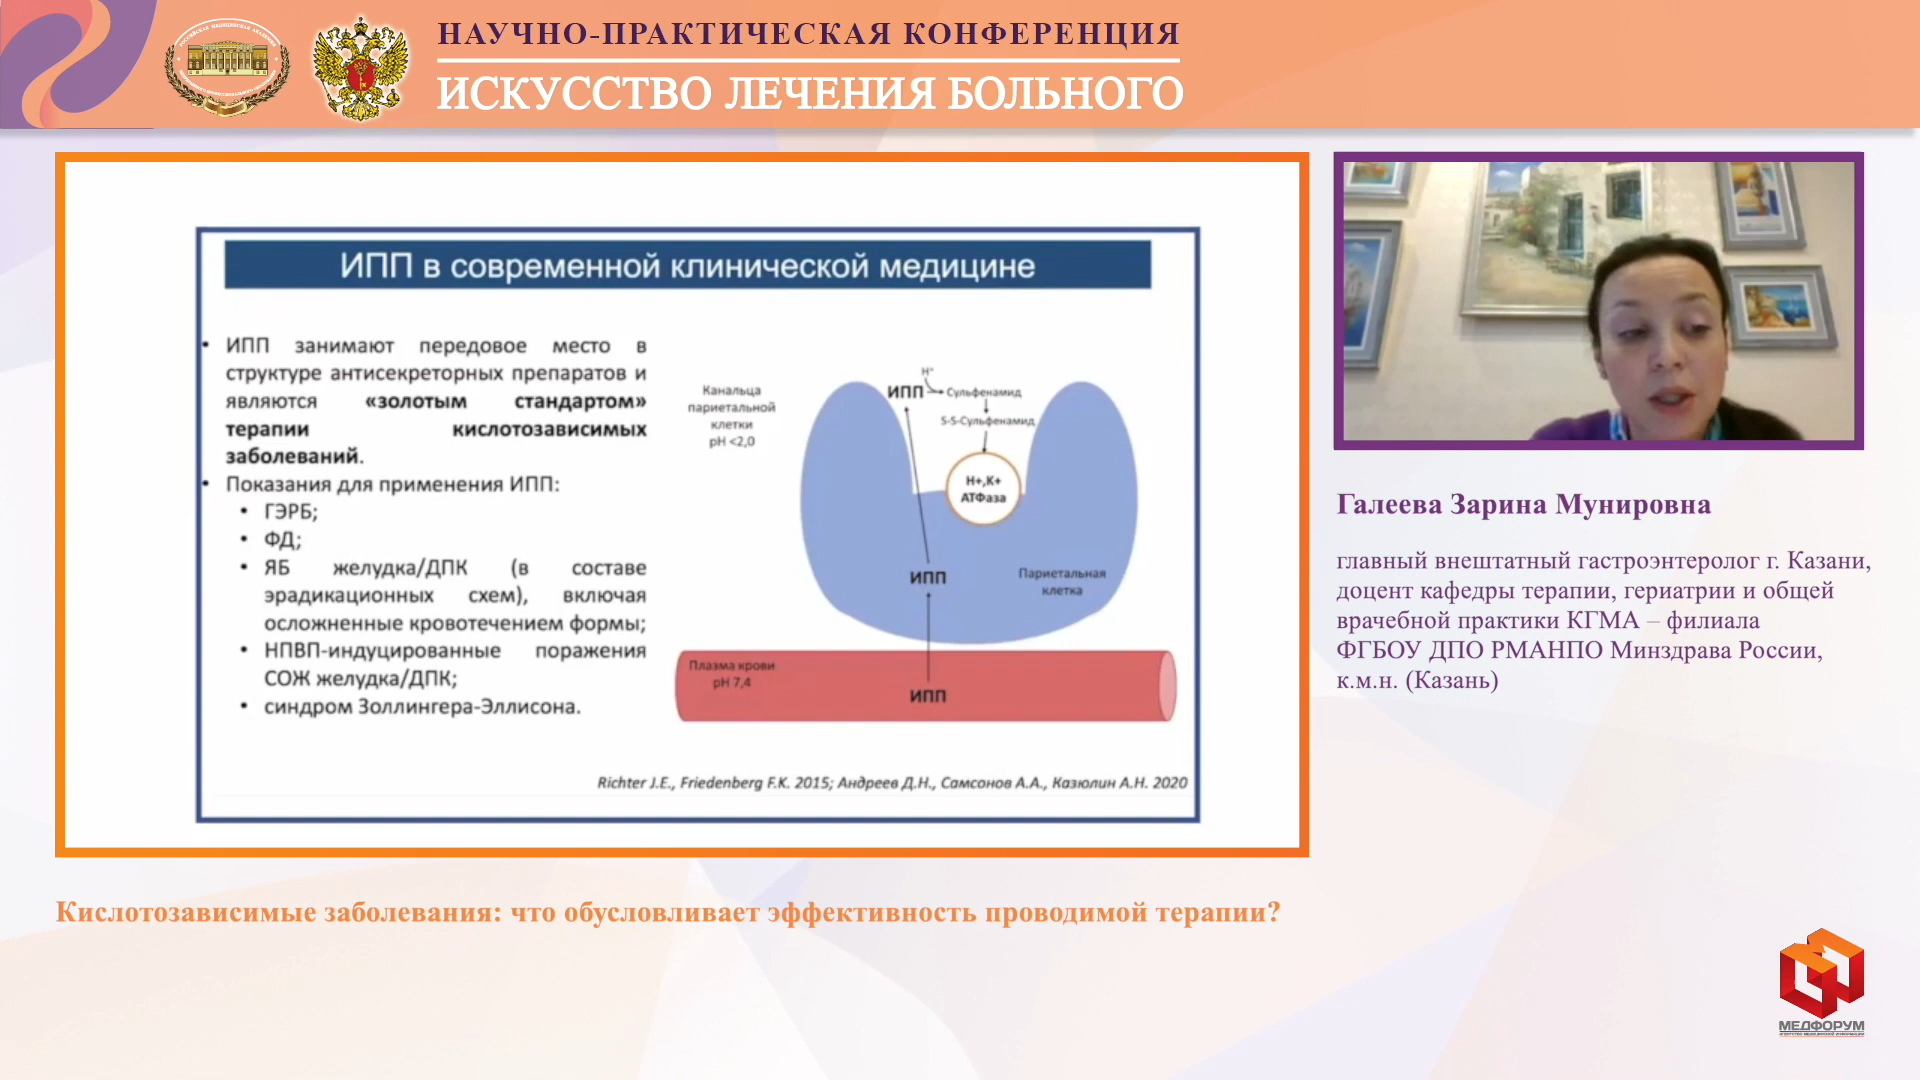 НАУЧНО-ПРАКТИЧЕСКАЯ КОНФЕРЕНЦИЯ
ИСКУССТВО ЛЕЧЕНИЯ БОЛЬНОГО
ИПП в современной клинической медицине
• ИПП занимают передовое место в
структуре антисекреторных препаратов и
являются «золотым стандартом»
терапии кислотозависимых
заболеваний.
• Показания для применения ИПП:
• ГЭРБ;
• ФД;
• ЯБ желудка/ДПК (в составе
эрадикационных схем), включая
осложненные кровотечением формы;
• НПВП-индуцированные поражения
СОЖ желудка/ДПК;
• синдром Золлингера-Эллисона.
Канальца
париетальной
клетки
pH <2,0
H⁺
ИПП
Сульфенамид
S-S-Сульфенамид
H+,K+
АТФаза
ИПП
Париетальная
клетка
Плазма крови
pH 7,4
ИПП
Richter J.E., Friedenberg F.K. 2015; Андреев Д.Н., Самсонов А.А., Казюлин А.Н. 2020
Галеева Зарина Мунировна
главный внештатный гастроэнтеролог г. Казани,
доцент кафедры терапии, гериатрии и общей
врачебной практики КГМА – филиала
ФГБОУ ДПО РМАНПО Минздрава России,
к.м.н. (Казань)
Кислотозависимые заболевания: что обусловливает эффективность проводимой терапии?
МЕДФОРУМ